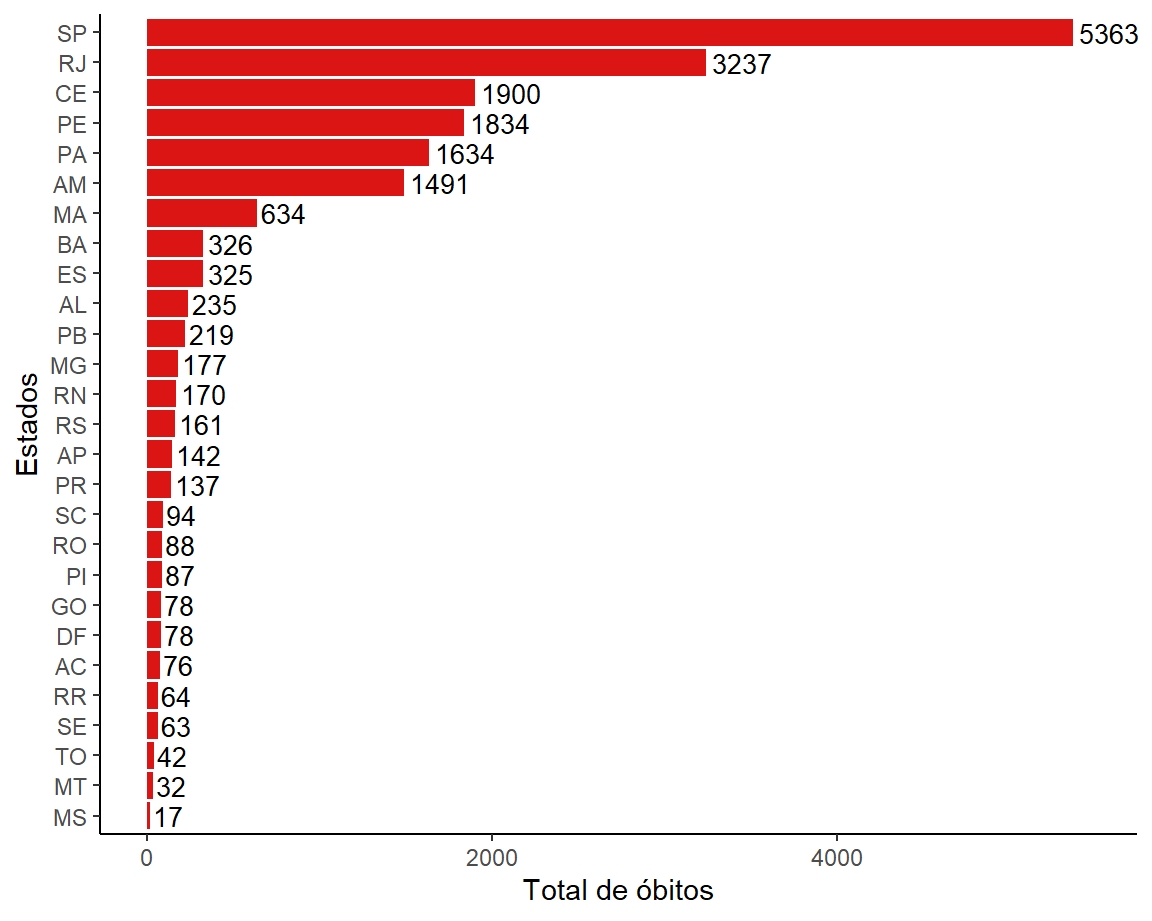 SP 5363
RJ 3237
CE 1900
PE 1834
PA 1634
AM 1491
MA 634
BA 326
ES 325
AL 235
PB 219
MG 177
RN 170
RS 161
AP 142
PR 137
SC 94
RO 88
PI 87
GO 78
DF 78
AC 76
RR 64
SE 63
TO 42
MT 32
MS 17
Estados
0 2000 4000
Total de óbitos